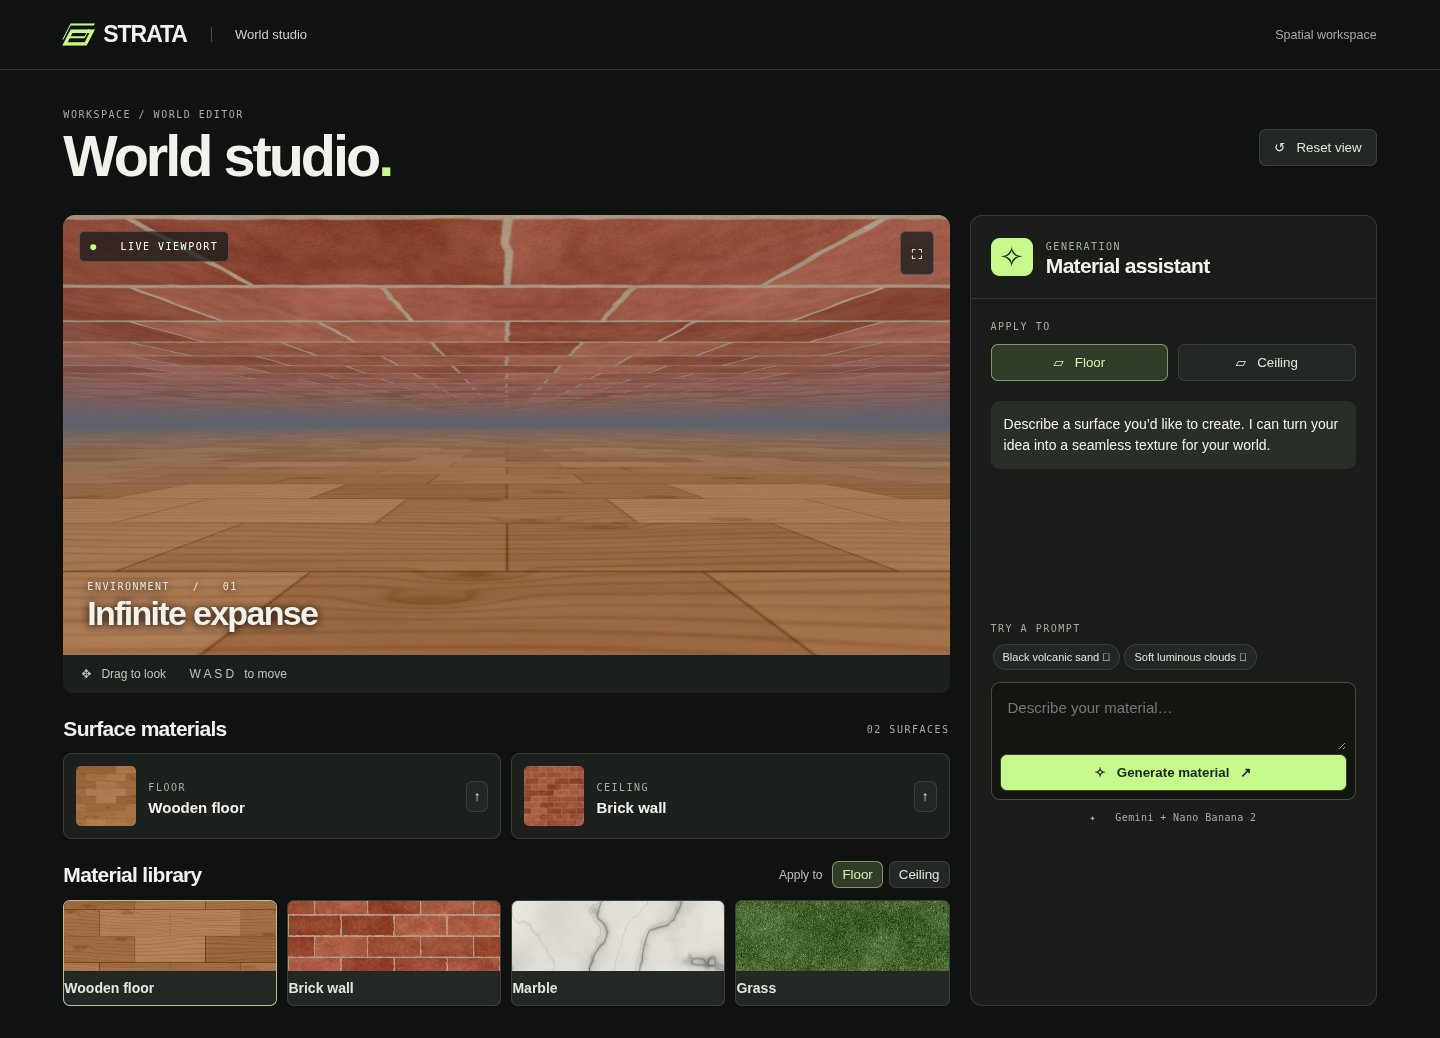 STRATA
World studio
Spatial workspace
WORKSPACE / WORLD EDITOR
World studio.
↺ Reset view
LIVE VIEWPORT
ENVIRONMENT / 01
Infinite expanse
Drag to look WASD to move
GENERATION
Material assistant
APPLY TO
Floor
Ceiling
Describe a surface you’d like to create. I can turn your
idea into a seamless texture for your world.
TRY A PROMPT
Black volcanic sand
Soft luminous clouds
Describe your material…
Generate material ↗
Gemini + Nano Banana 2
Surface materials
02 SURFACES
FLOOR
Wooden floor
↑
CEILING
Brick wall
↑
Material library
Apply to
Floor
Ceiling
Wooden floor
Brick wall
Marble
Grass